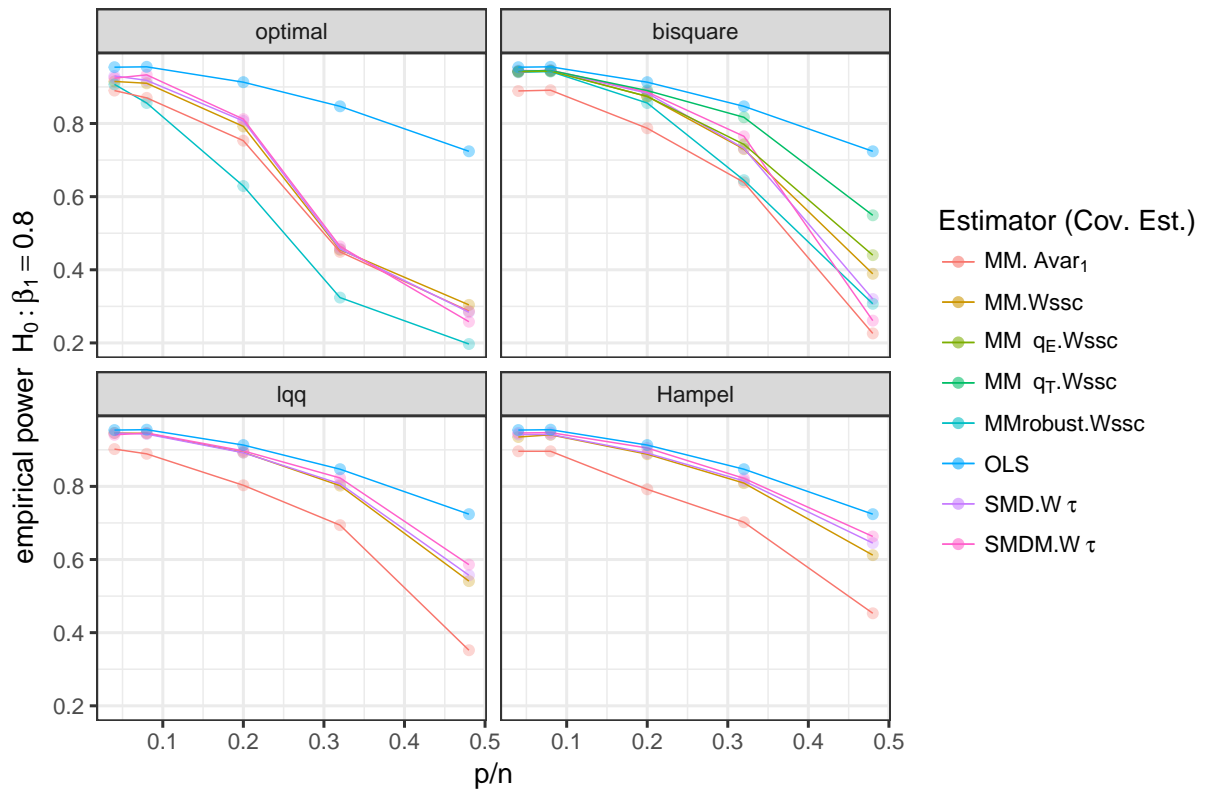 optimal
bisquare
0.8
0.6
0.4
0.2
lqq
Hampel
0.8
0.6
0.4
0.2
0.1 0.2 0.3 0.4 0.5
0.1 0.2 0.3 0.4 0.5
p/n
empirical power H₀ : β₁ = 0.8
Estimator (Cov. Est.)
MM. Avar₁
MM.Wssc
MM q_E.Wssc
MM q_T.Wssc
MMrobust.Wssc
OLS
SMD.W τ
SMDM.W τ